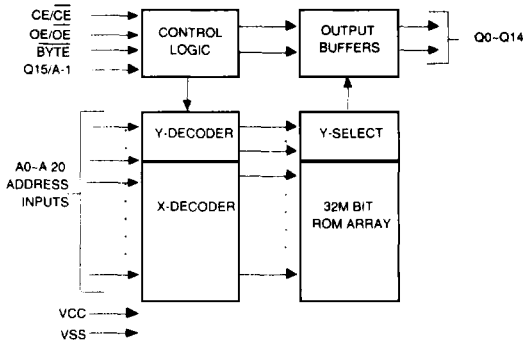 CE/CE
OE/OE
BYTE
Q15/A-1
CONTROL
LOGIC
OUTPUT
BUFFERS
Q0~Q14
A0~A 20
ADDRESS
INPUTS
Y-DECODER
Y-SELECT
X-DECODER
32M BIT
ROM ARRAY
VCC
VSS